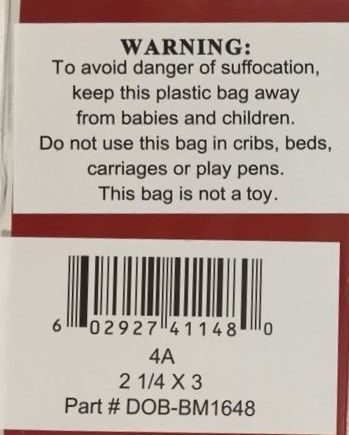 WARNING:
To avoid danger of suffocation,
keep this plastic bag away
from babies and children.
Do not use this bag in cribs, beds,
carriages or play pens.
This bag is not a toy.
6 02927 41148 0
4A
2 1/4 X 3
Part # DOB-BM1648